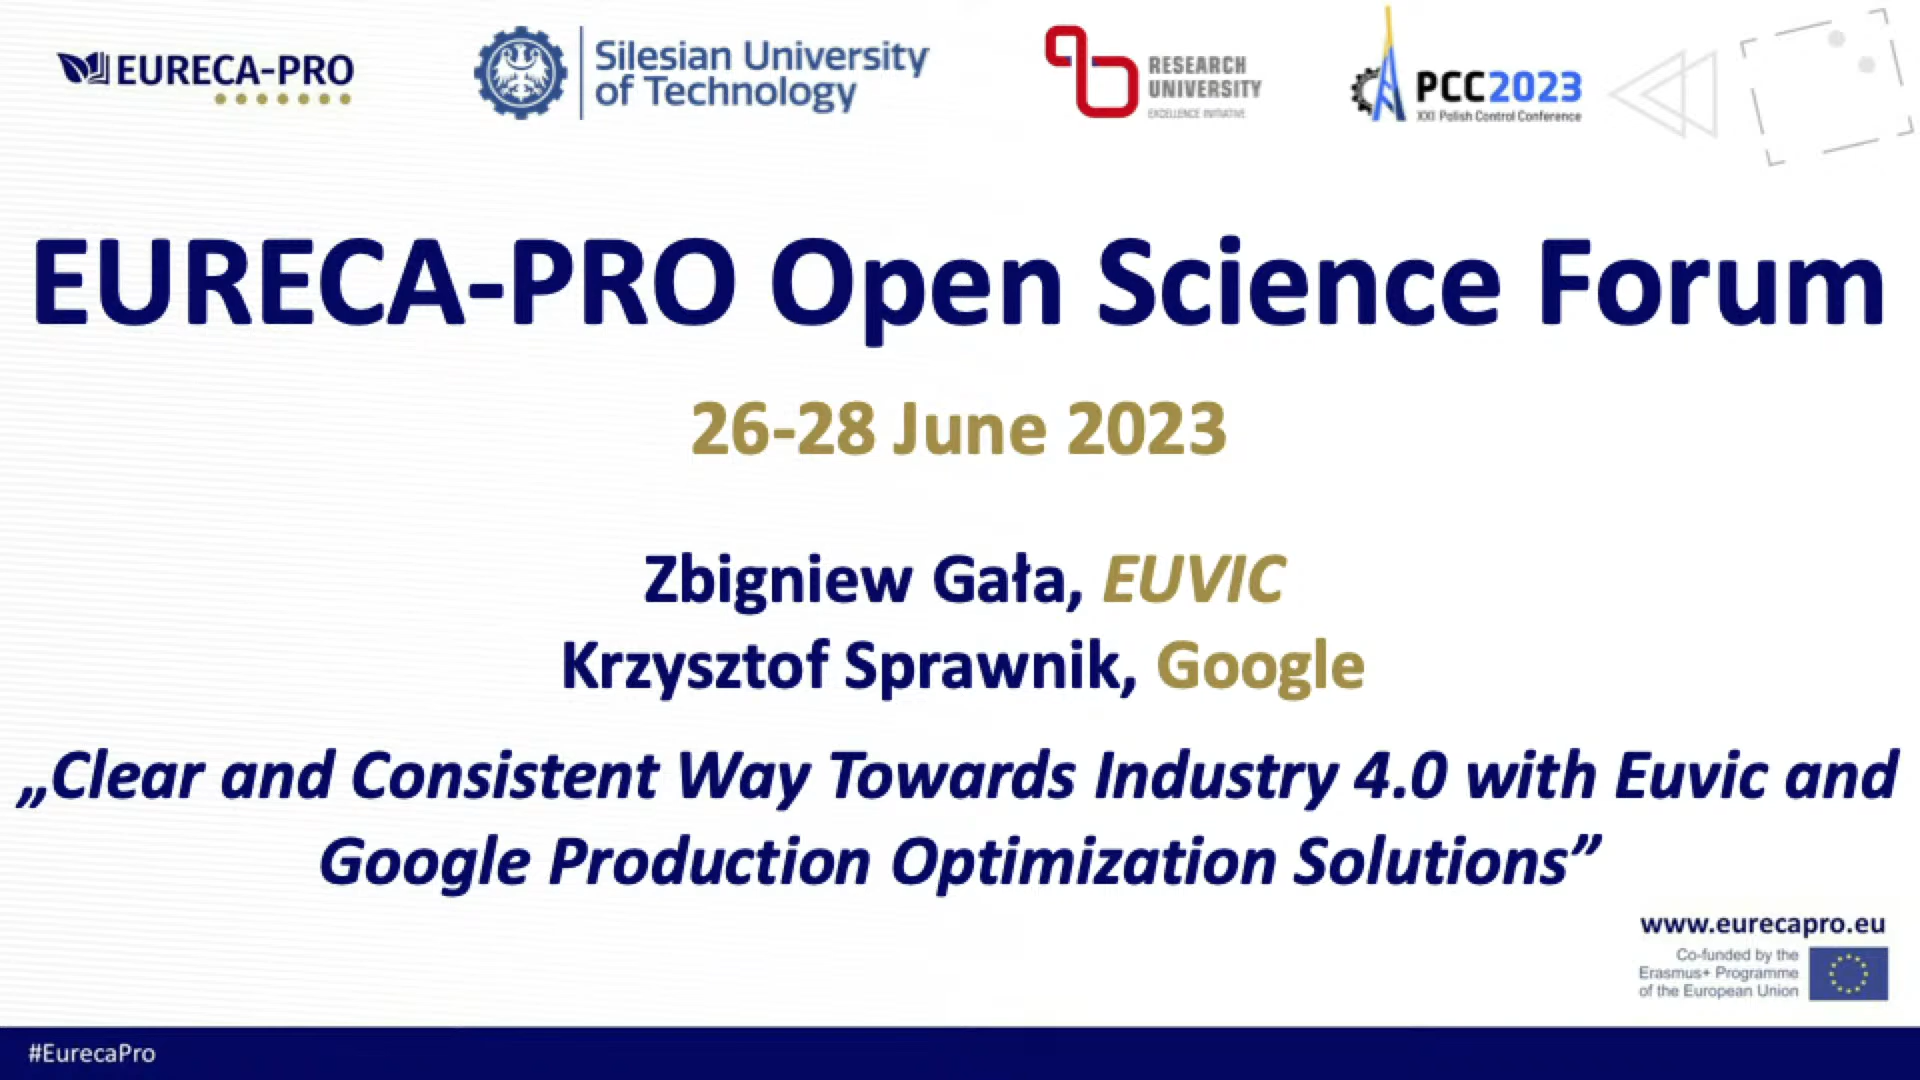 EURECA-PRO
Silesian University
of Technology
RESEARCH
UNIVERSITY
EXCELLENCE INITIATIVE
PCC2023
XXI Polish Control Conference
EURECA-PRO Open Science Forum
26-28 June 2023
Zbigniew Gała, EUVIC
Krzysztof Sprawnik, Google
„Clear and Consistent Way Towards Industry 4.0 with Euvic and
Google Production Optimization Solutions”
www.eurecapro.eu
Co-funded by the
Erasmus+ Programme
of the European Union
#EurecaPro